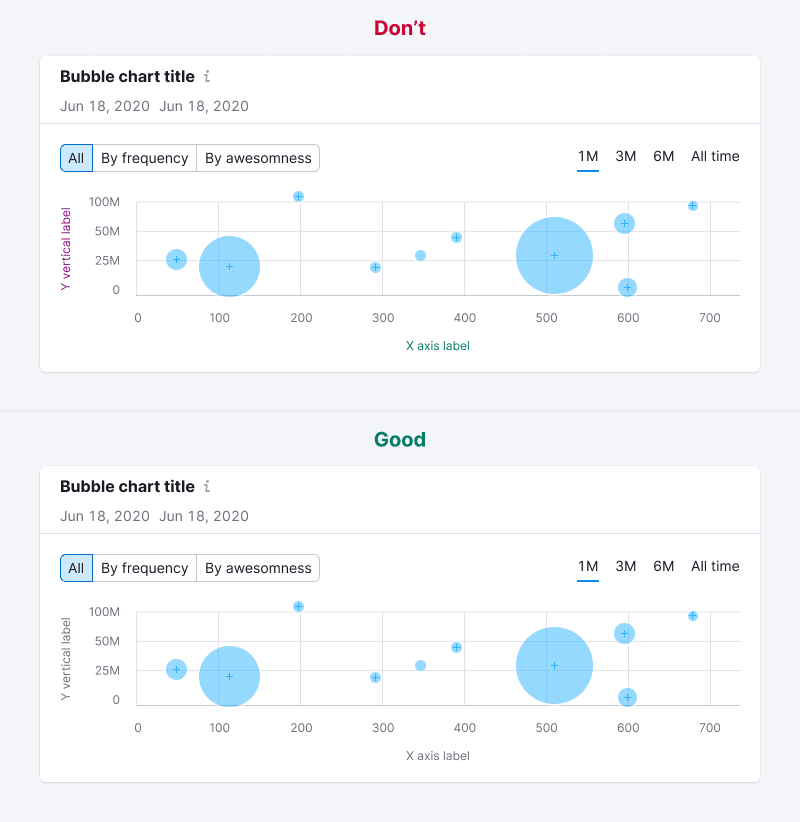 Don't
Bubble chart title i
Jun 18, 2020 Jun 18, 2020
All By frequency By awesomness 1M 3M 6M All time
Y vertical label
100M
50M
25M
0
0 100 200 300 400 500 600 700
X axis label
Good
Bubble chart title i
Jun 18, 2020 Jun 18, 2020
All By frequency By awesomness 1M 3M 6M All time
Y vertical label
100M
50M
25M
0
0 100 200 300 400 500 600 700
X axis label